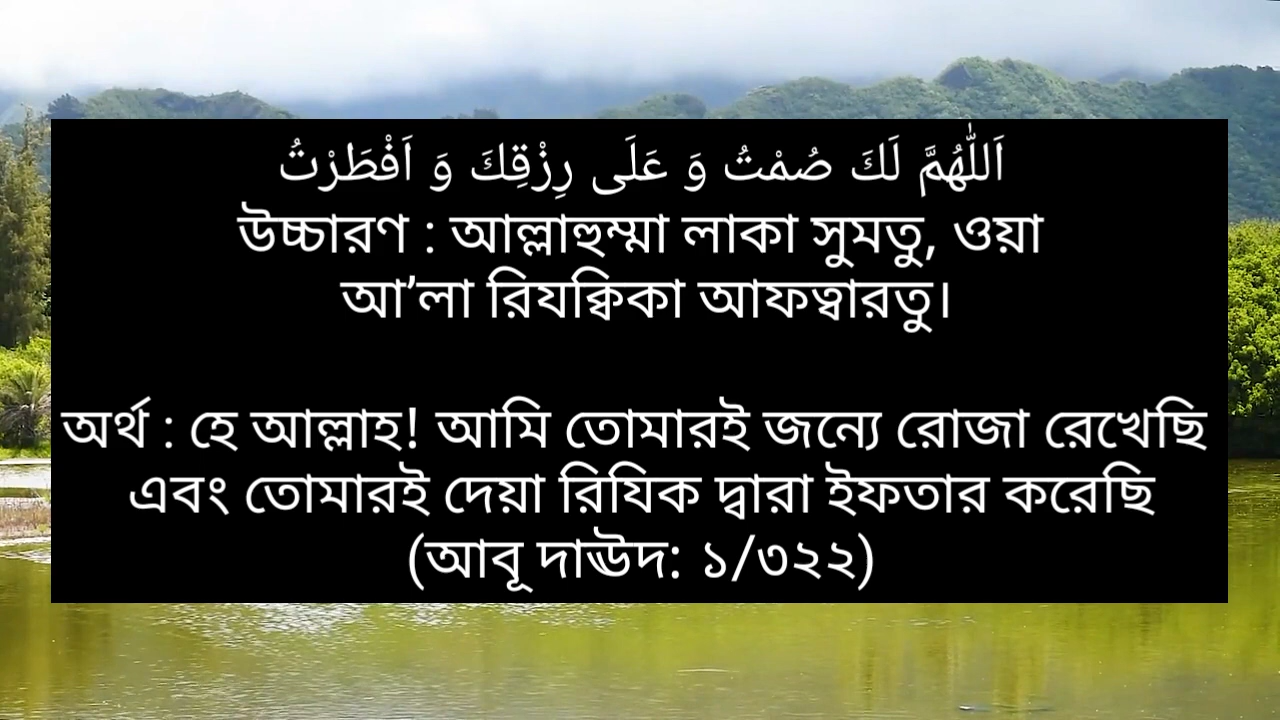 اَللّٰهُمَّ لَكَ صُمْتُ وَ عَلَى رِزْقِكَ وَ اَفْطَرْتُ
উচ্চারণ : আল্লাহুম্মা লাকা সুমতু, ওয়া
আ’লা রিযক্বিকা আফত্বারতু।
অর্থ : হে আল্লাহ! আমি তোমারই জন্যে রোজা রেখেছি
এবং তোমারই দেয়া রিযিক দ্বারা ইফতার করেছি
(আবূ দাঊদ: ১/৩২২)